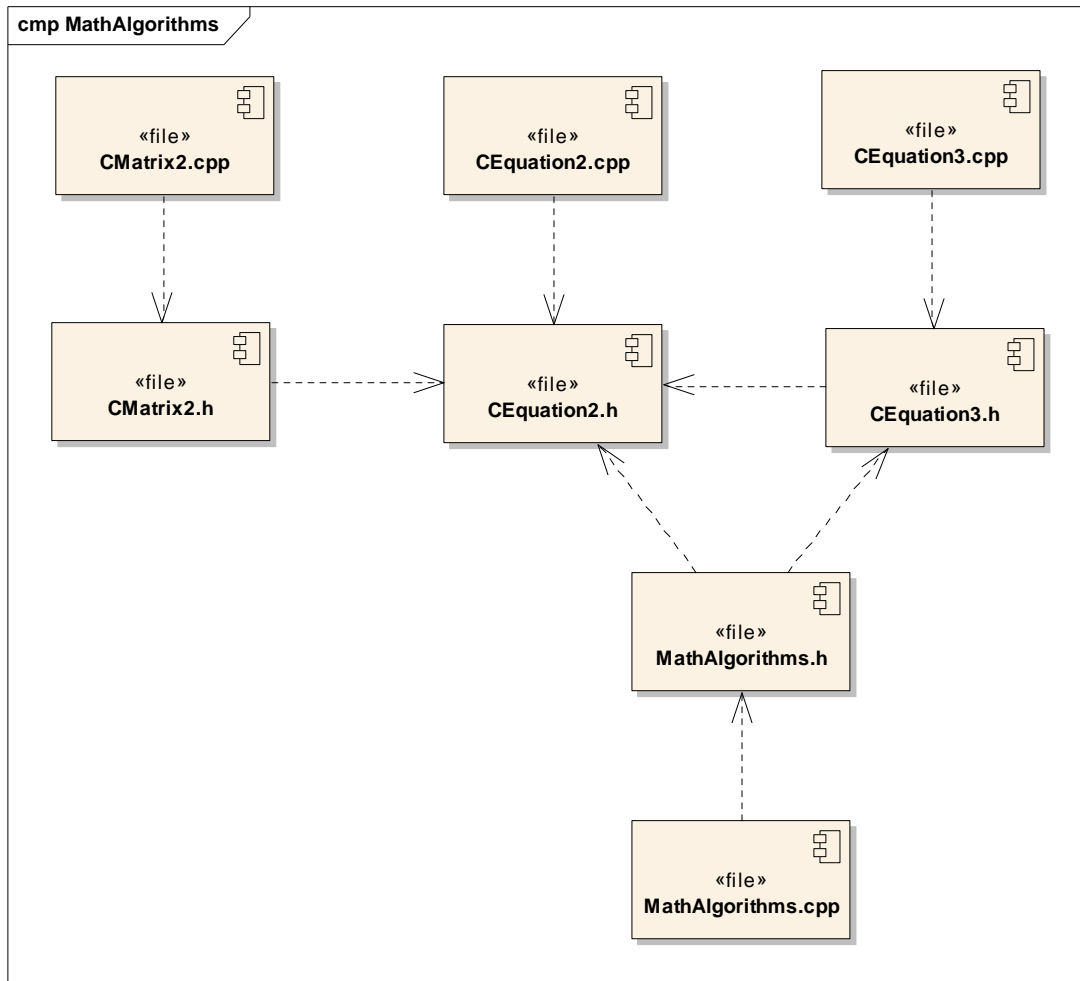 cmp MathAlgorithms
«file»
CMatrix2.cpp
«file»
CEquation2.cpp
«file»
CEquation3.cpp
«file»
CMatrix2.h
«file»
CEquation2.h
«file»
CEquation3.h
«file»
MathAlgorithms.h
«file»
MathAlgorithms.cpp